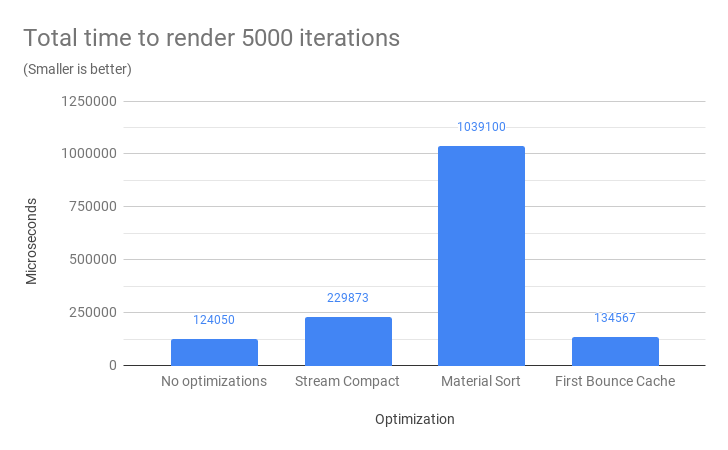 Total time to render 5000 iterations
(Smaller is better)
Microseconds
1250000
1000000
750000
500000
250000
0
124050
229873
1039100
134567
No optimizations
Stream Compact
Material Sort
First Bounce Cache
Optimization